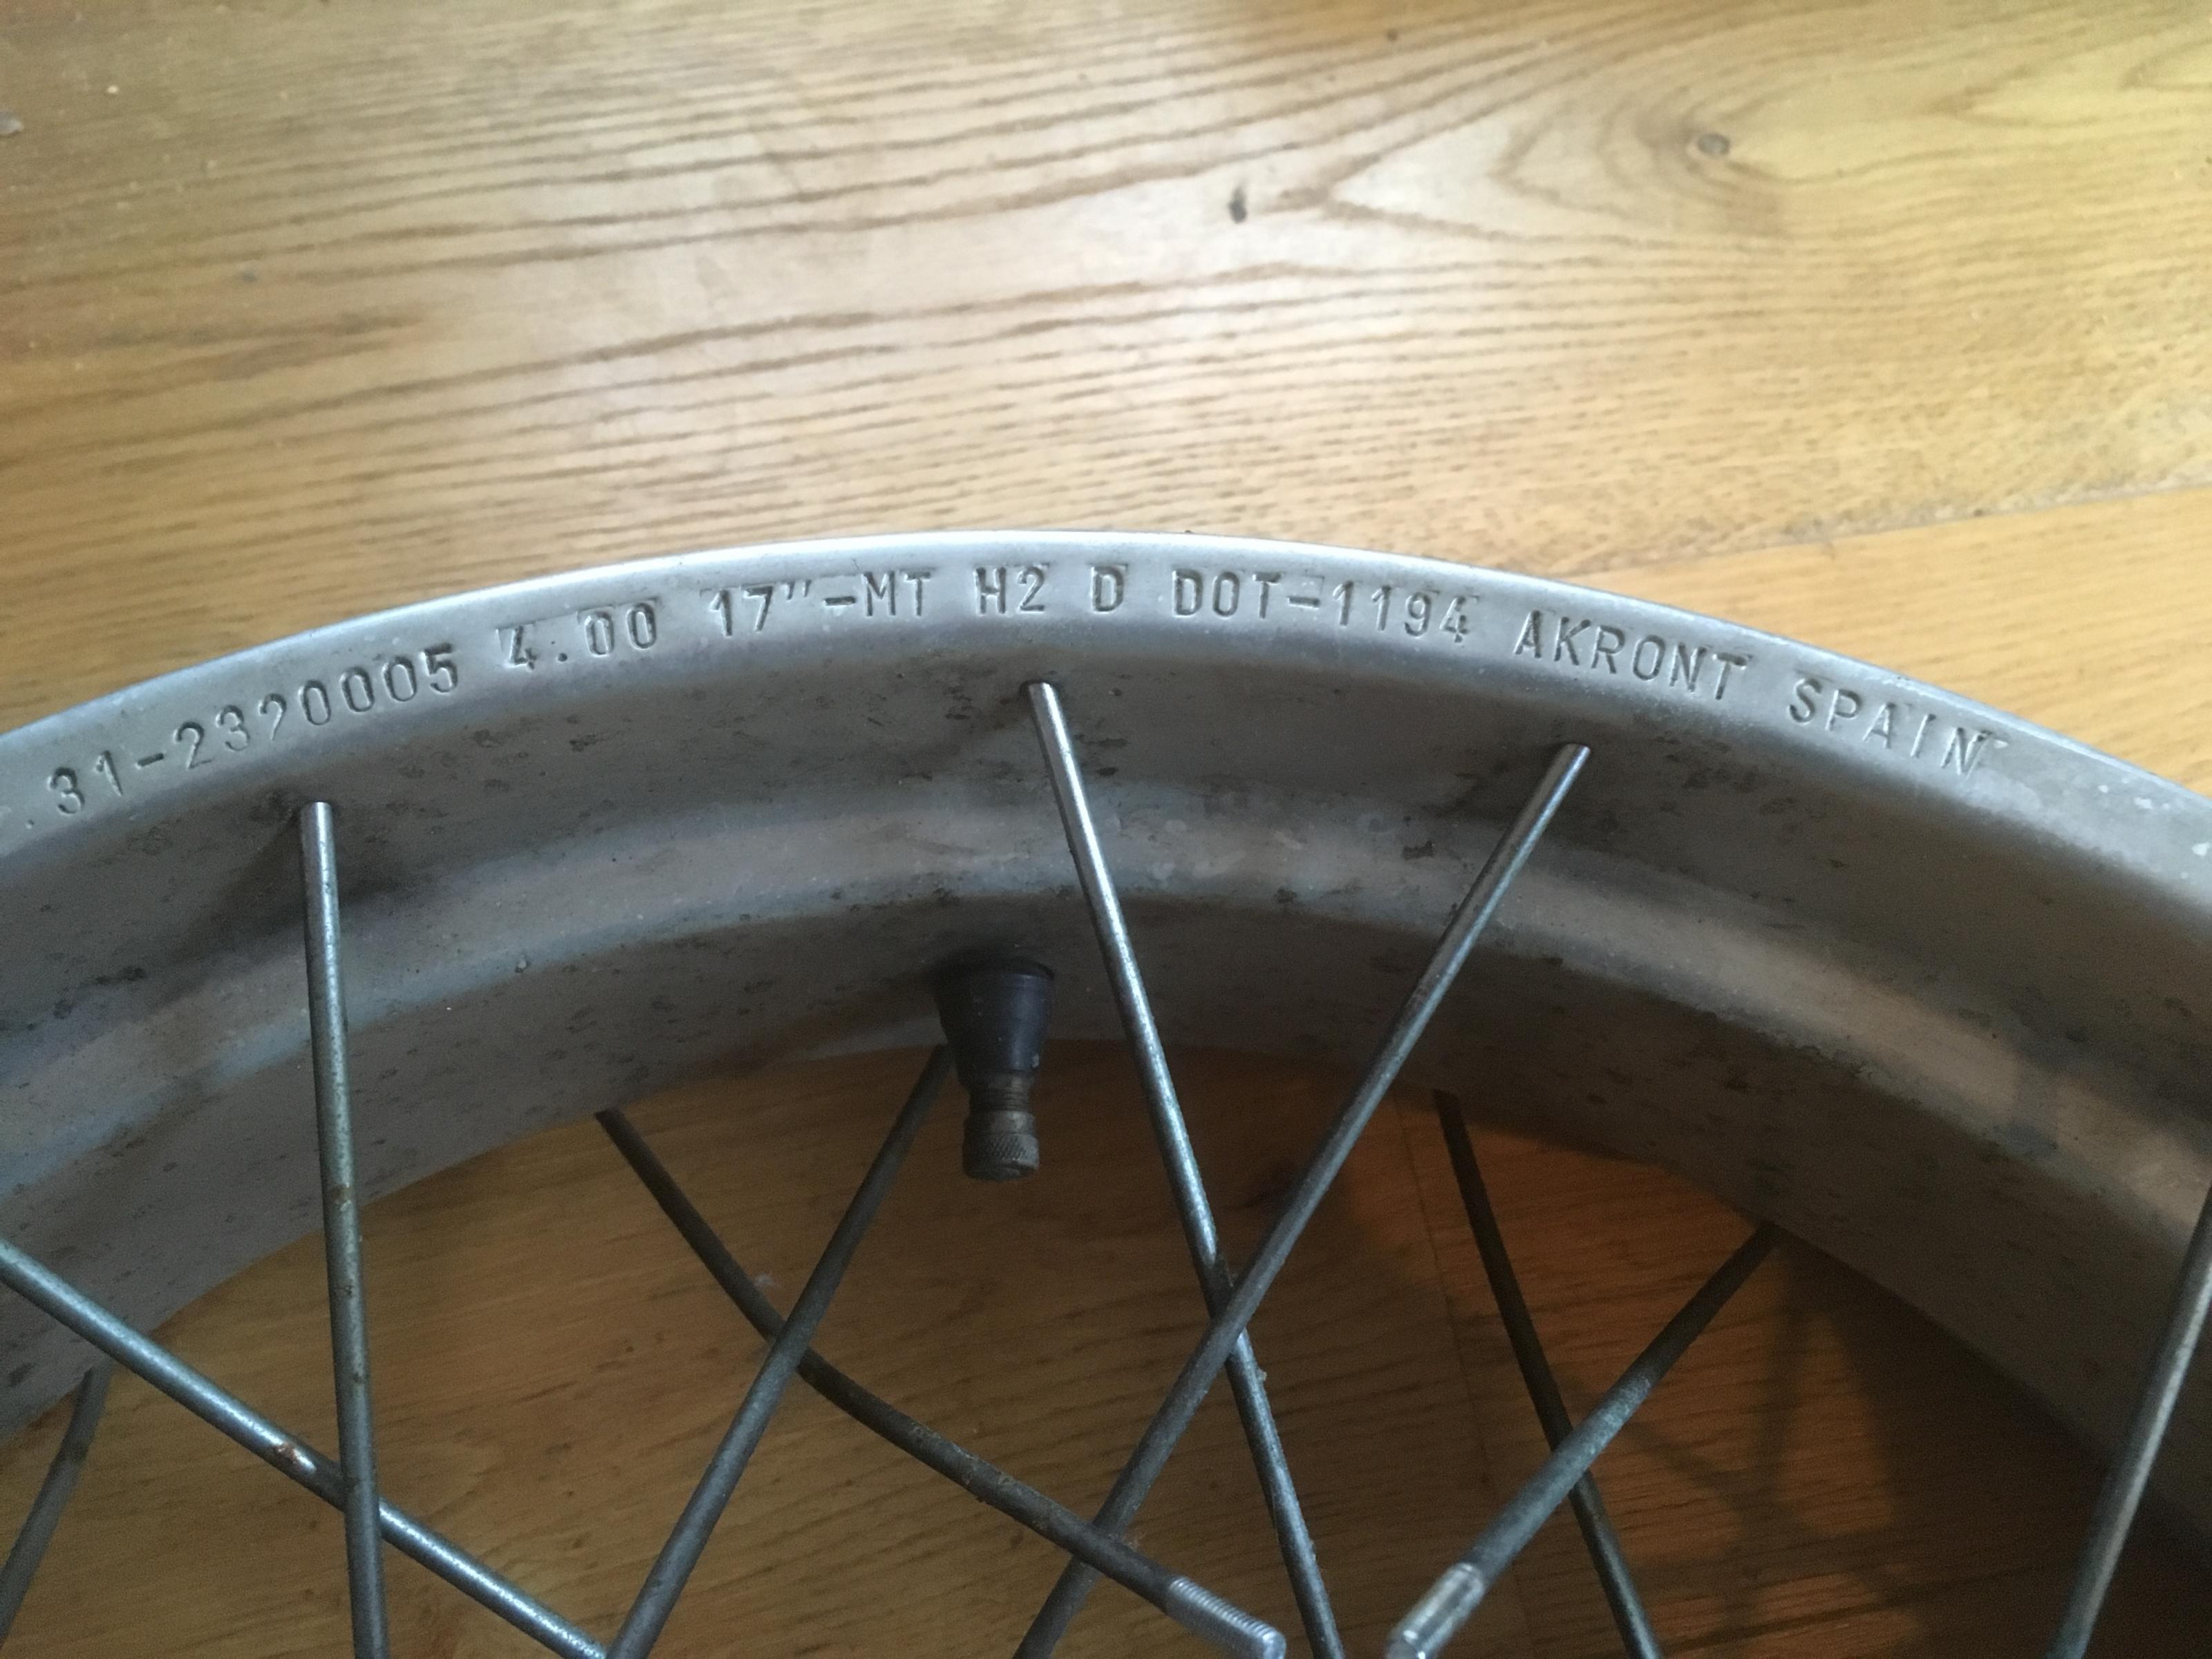 31-2320005 4.00 17"-MT H2 D DOT-1194 AKRONT SPAIN